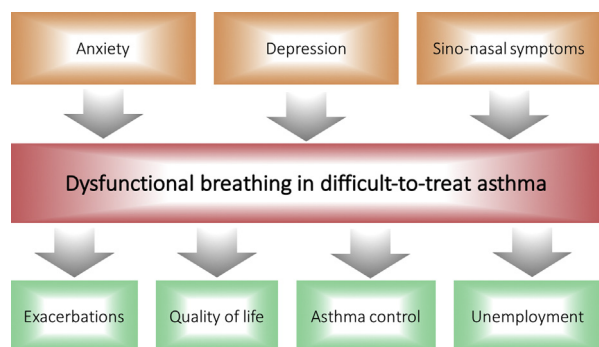 Anxiety
Depression
Sino-nasal symptoms
Dysfunctional breathing in difficult-to-treat asthma
Exacerbations
Quality of life
Asthma control
Unemployment